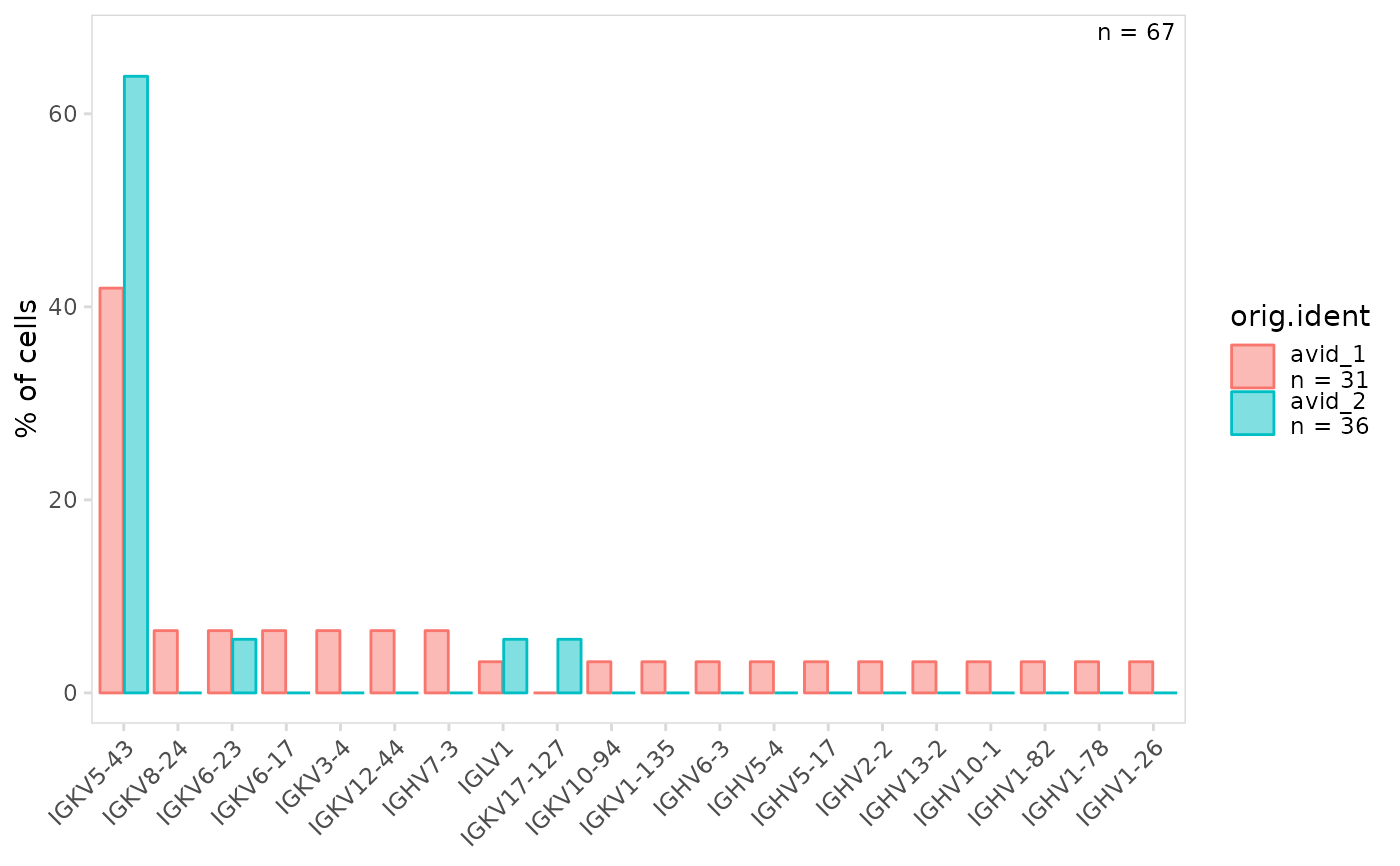 n = 67
60
40
20
0
% of cells
IGKV5-43
IGKV8-24
IGKV6-23
IGKV6-17
IGKV3-4
IGKV12-44
IGHV7-3
IGLV1
IGKV17-127
IGKV10-94
IGKV1-135
IGHV6-3
IGHV5-4
IGHV5-17
IGHV2-2
IGHV13-2
IGHV10-1
IGHV1-82
IGHV1-78
IGHV1-26
orig.ident
avid_1
n = 31
avid_2
n = 36